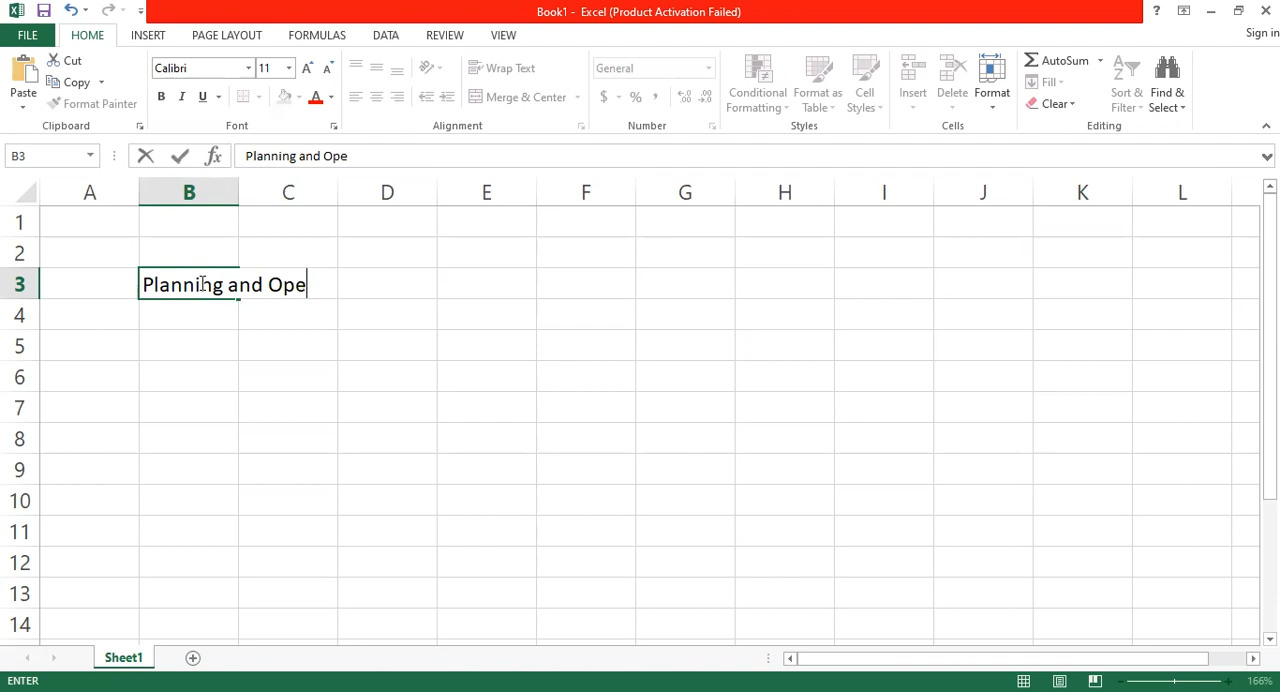 Book1 - Excel (Product Activation Failed)
?
FILE HOME INSERT PAGE LAYOUT FORMULAS DATA REVIEW VIEW Sign in
Paste
Cut
Copy
Format Painter
Clipboard
Calibri 11
B I U A
Font
Wrap Text
Merge & Center
Alignment
General
$ % ,
Number
Conditional Formatting
Format as Table
Cell Styles
Styles
Insert Delete Format
Cells
AutoSum
Fill
Clear
Sort & Filter
Find & Select
Editing
B3 fx Planning and Ope
A B C D E F G H I J K L
1
2
3 Planning and Ope
4
5
6
7
8
9
10
11
12
13
14
Sheet1
ENTER 166%